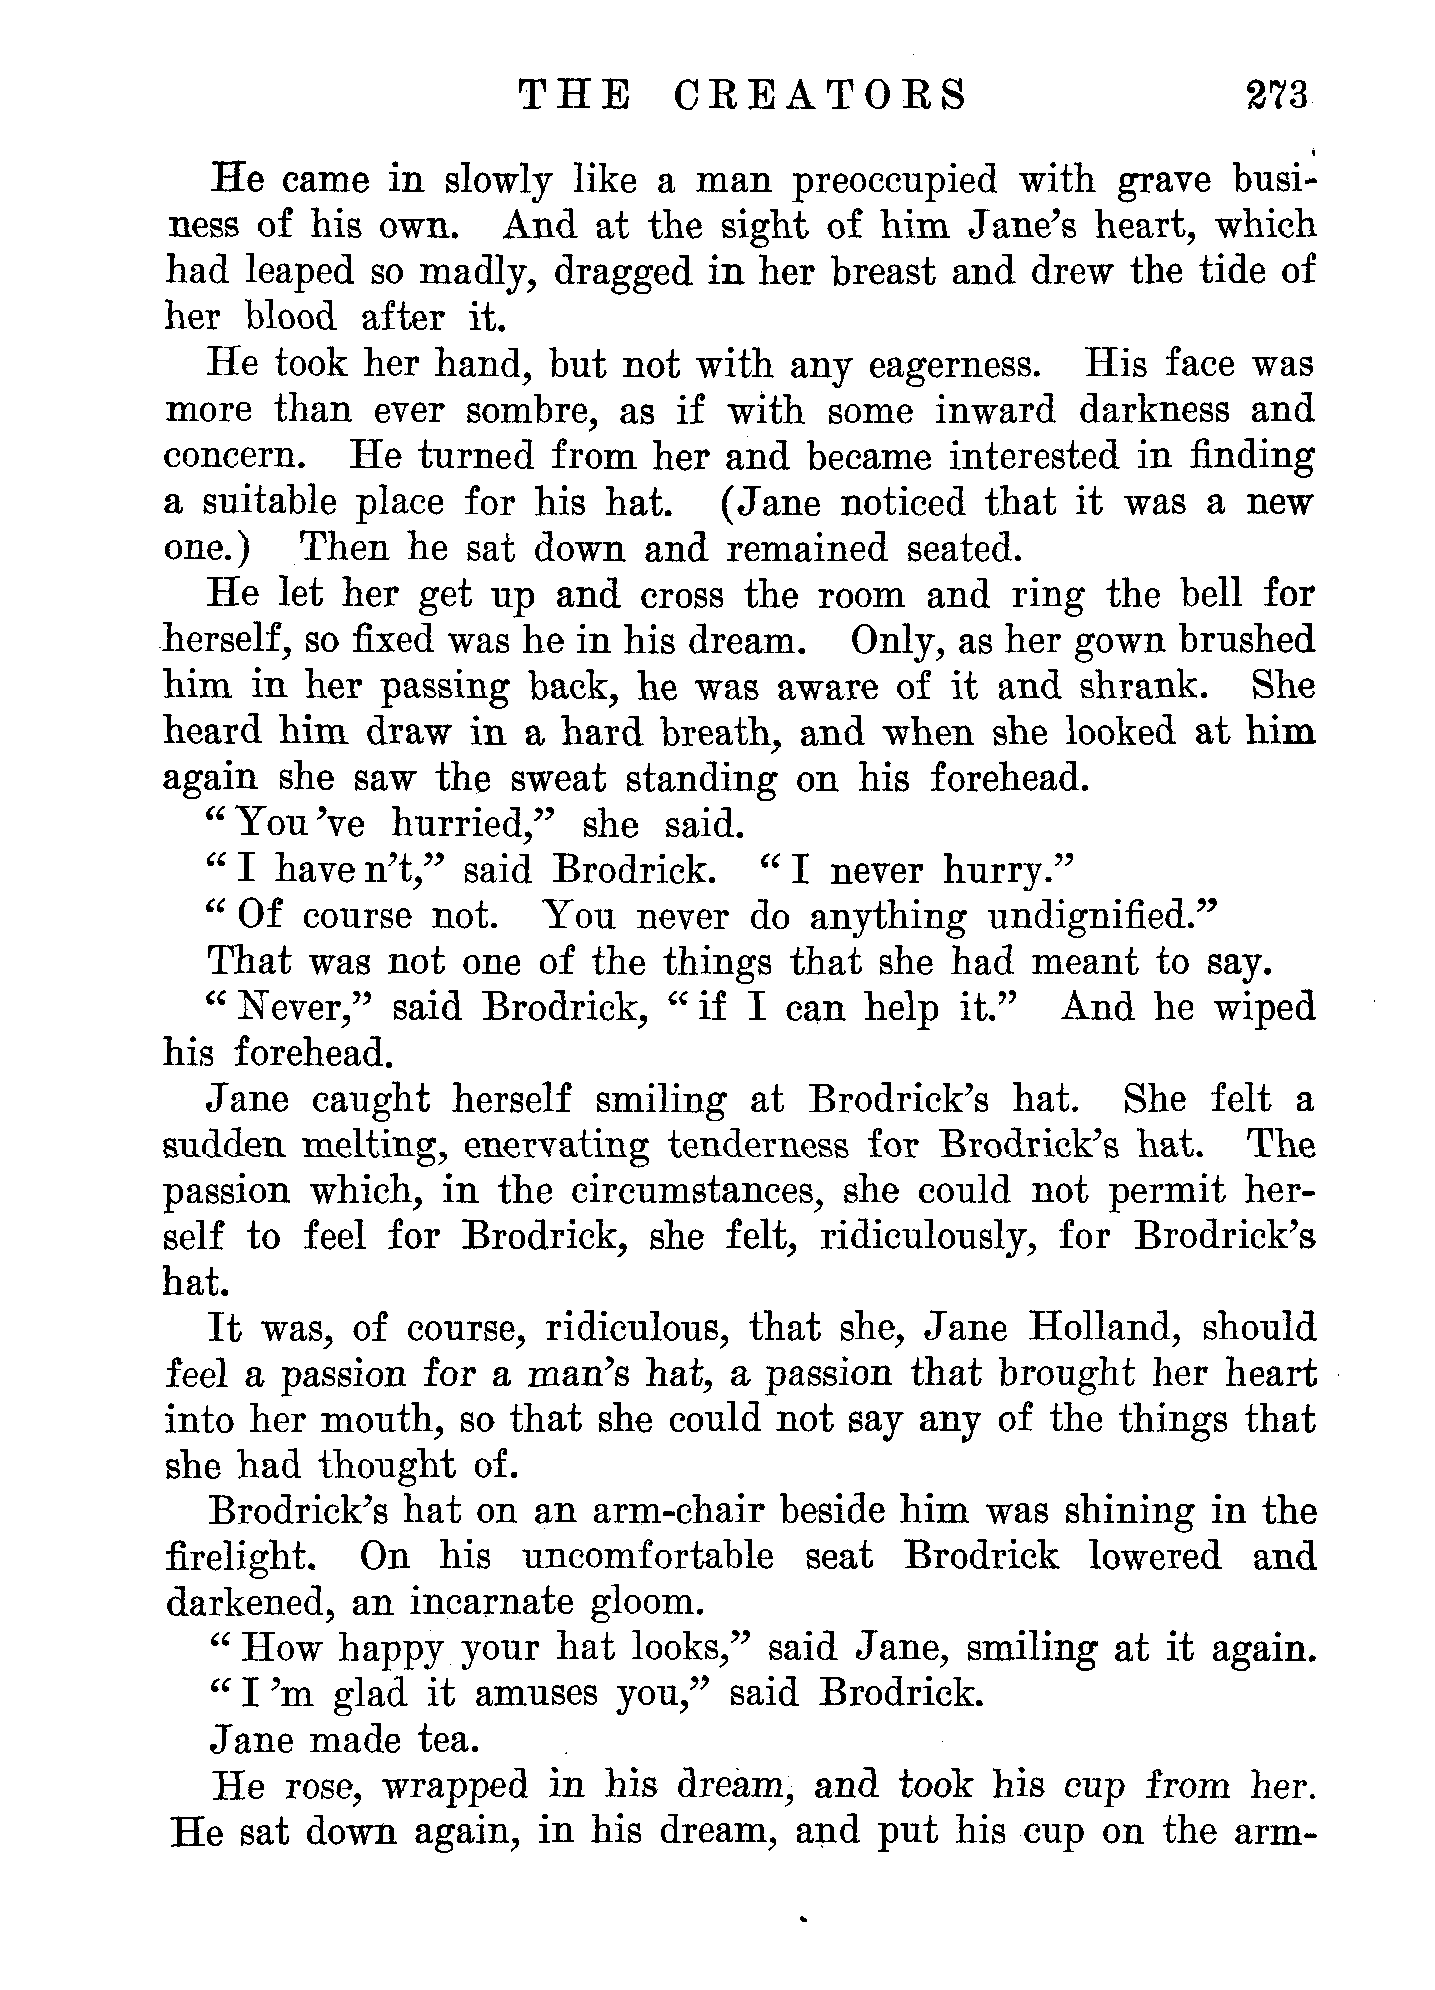 THE CREATORS 273
He came in slowly like a man preoccupied with grave busi-
ness of his own. And at the sight of him Jane's heart, which
had leaped so madly, dragged in her breast and drew the tide of
her blood after it.
He took her hand, but not with any eagerness. His face was
more than ever sombre, as if with some inward darkness and
concern. He turned from her and became interested in finding
a suitable place for his hat. (Jane noticed that it was a new
one.) Then he sat down and remained seated.
He let her get up and cross the room and ring the bell for
herself, so fixed was he in his dream. Only, as her gown brushed
him in her passing back, he was aware of it and shrank. She
heard him draw in a hard breath, and when she looked at him
again she saw the sweat standing on his forehead.
"You 've hurried," she said.
"I have n't," said Brodrick. "I never hurry."
"Of course not. You never do anything undignified."
That was not one of the things that she had meant to say.
"Never," said Brodrick, "if I can help it." And he wiped
his forehead.
Jane caught herself smiling at Brodrick's hat. She felt a
sudden melting, enervating tenderness for Brodrick's hat. The
passion which, in the circumstances, she could not permit her-
self to feel for Brodrick, she felt, ridiculously, for Brodrick's
hat.
It was, of course, ridiculous, that she, Jane Holland, should
feel a passion for a man's hat, a passion that brought her heart
into her mouth, so that she could not say any of the things that
she had thought of.
Brodrick's hat on an arm-chair beside him was shining in the
firelight. On his uncomfortable seat Brodrick lowered and
darkened, an incarnate gloom.
"How happy your hat looks," said Jane, smiling at it again.
"I 'm glad it amuses you," said Brodrick.
Jane made tea.
He rose, wrapped in his dream, and took his cup from her.
He sat down again, in his dream, and put his cup on the arm-